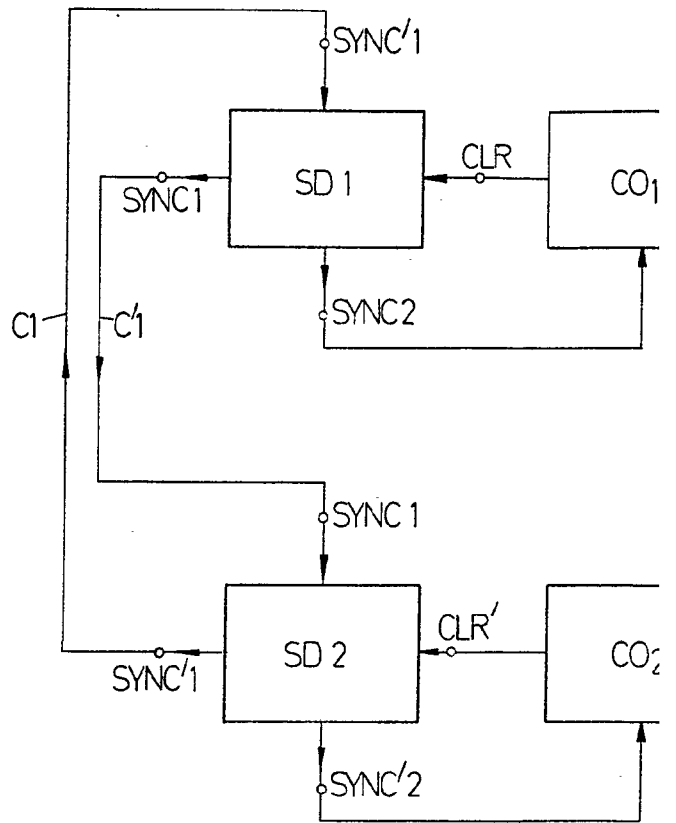 SYNC′1
CLR
SD 1
CO₁
SYNC1
SYNC2
C1
C′1
SYNC 1
CLR′
SD 2
CO₂
SYNC′1
SYNC′2